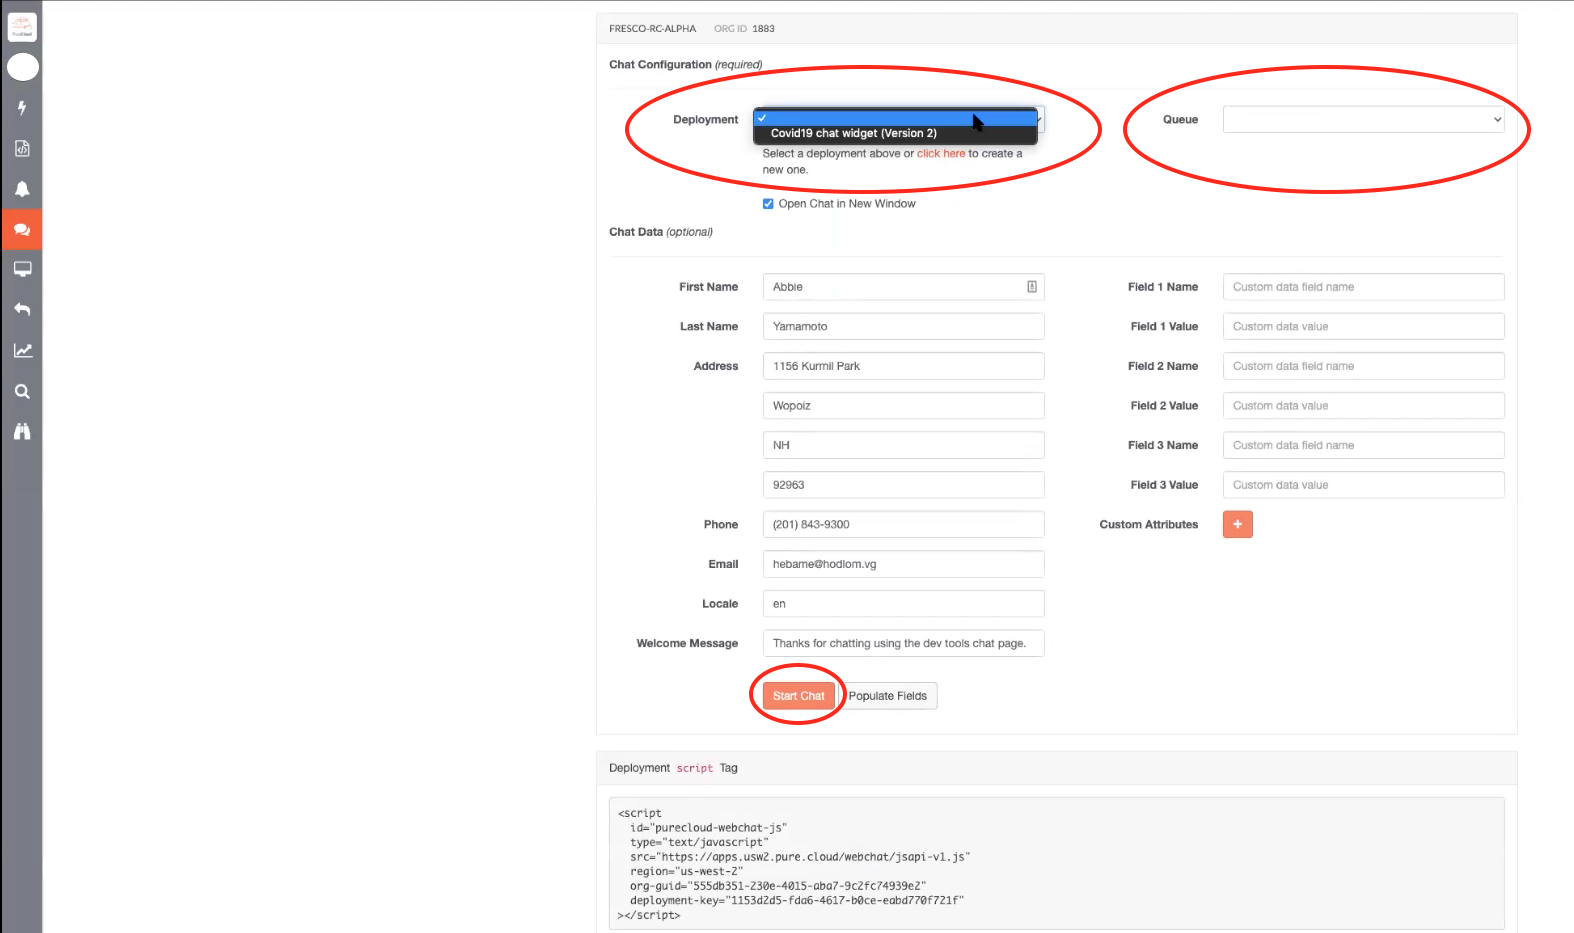 FRESCO-RC-ALPHA ORG ID 1883
Chat Configuration (required)
Deployment
Covid19 chat widget (Version 2)
Select a deployment above or click here to create a
new one.
Queue
Open Chat in New Window
Chat Data (optional)
First Name Abbie
Last Name Yamamoto
Address 1156 Kurmil Park
Wopoiz
NH
92963
Phone (201) 843-9300
Email hebame@hodlom.vg
Locale en
Welcome Message Thanks for chatting using the dev tools chat page.
Field 1 Name Custom data field name
Field 1 Value Custom data value
Field 2 Name Custom data field name
Field 2 Value Custom data value
Field 3 Name Custom data field name
Field 3 Value Custom data value
Custom Attributes +
Start Chat Populate Fields
Deployment script Tag
<script
id="purecloud-webchat-js"
type="text/javascript"
src="https://apps.usw2.pure.cloud/webchat/jsapi-v1.js"
region="us-west-2"
org-guid="555db351-230e-4015-aba7-9c2fc74939e2"
deployment-key="1153d2d5-fda6-4617-b0ce-eabd770f721f"
></script>